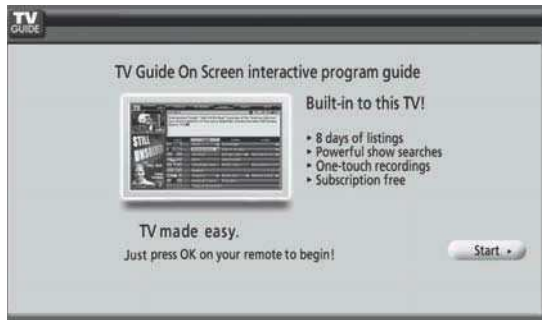 TV
GUIDE
TV Guide On Screen interactive program guide
Built-in to this TV!
▸ 8 days of listings
▸ Powerful show searches
▸ One-touch recordings
▸ Subscription free
STILL
TV made easy.
Just press OK on your remote to begin!
Start ▸